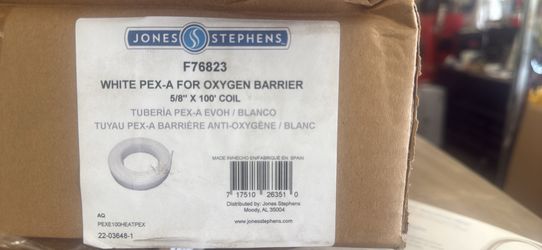 JONES STEPHENS
F76823
WHITE PEX-A FOR OXYGEN BARRIER
5/8" X 100' COIL
TUBERÍA PEX-A EVOH / BLANCO
TUYAU PEX-A BARRIÈRE ANTI-OXYGÈNE / BLANC
MADE IN/HECHO EN/FABRIQUÉ EN: SPAIN
7 17510 26351 0
Distributed by: Jones Stephens
Moody, AL 35004
www.jonesstephens.com
AQ
PEXE100HEATPEX
22-03648-1